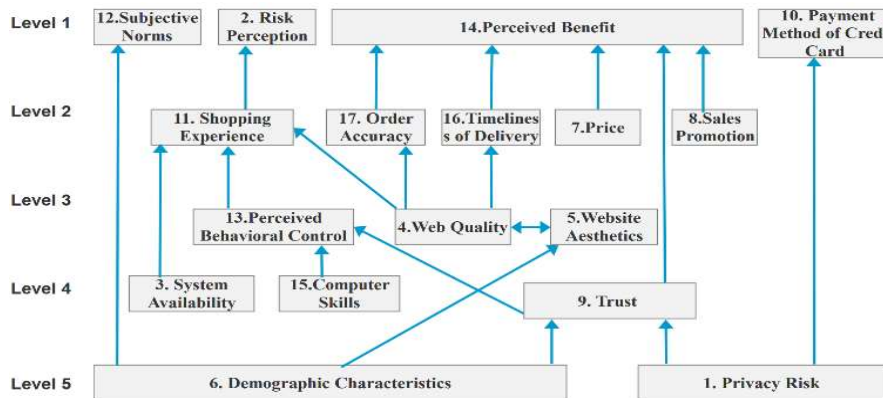 Level 1
12.Subjective
Norms
2. Risk
Perception
14.Perceived Benefit
10. Payment
Method of Cred
Card
Level 2
11. Shopping
Experience
17. Order
Accuracy
16.Timelines
s of Delivery
7.Price
8.Sales
Promotion
Level 3
13.Perceived
Behavioral Control
4.Web Quality
5.Website
Aesthetics
Level 4
3. System
Availability
15.Computer
Skills
9. Trust
Level 5
6. Demographic Characteristics
1. Privacy Risk